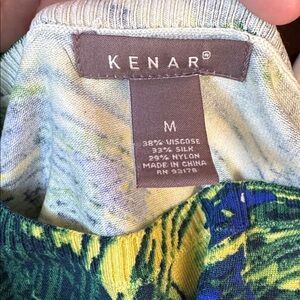 KENAR®
M
38% VISCOSE
33% SILK
29% NYLON
MADE IN CHINA
RN 93178